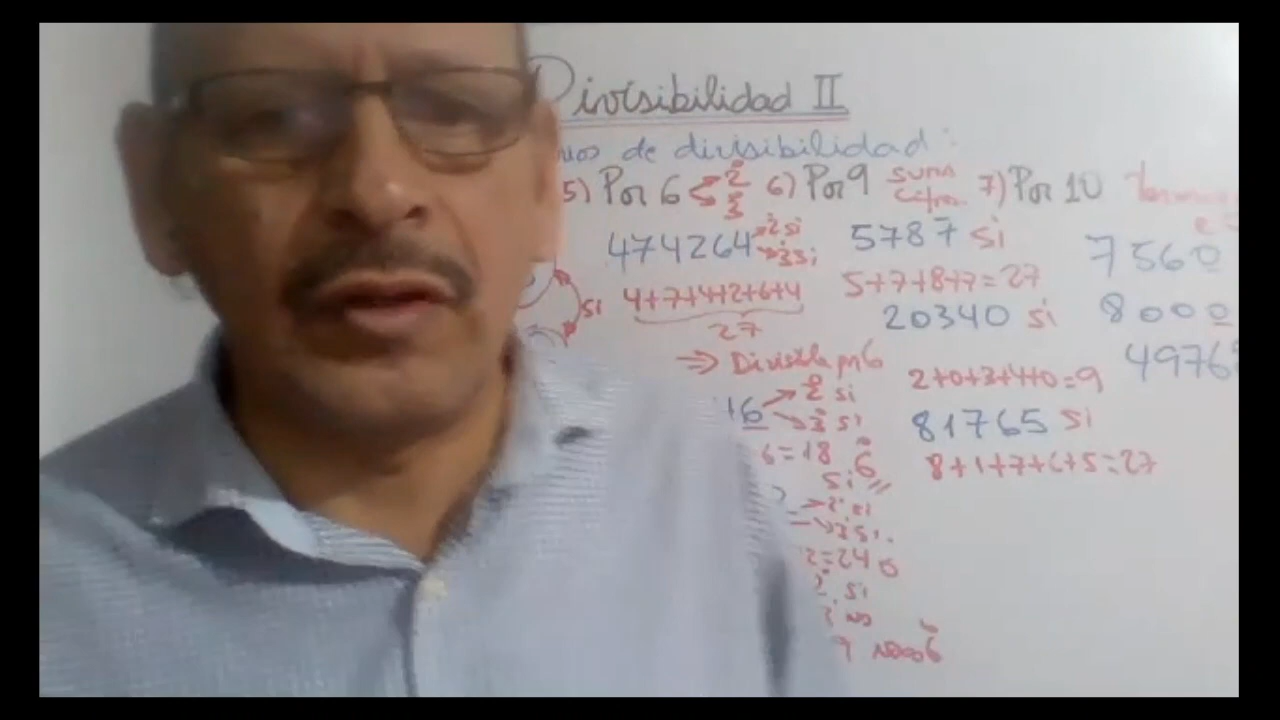 Divisibilidad II
de divisibilidad:
5) Por 6 2 3 6) Por 9 suma cifras 7) Por 10
474264 2 si 3 si 5787 si 7560
4+7+4+2+6+4 5+7+8+7=27
si
27 20340 si 8000
⇒ Divisible por 6 2+0+3+4+0=9 4976
16 2 si 3 si 81765 si
6=18 6 8+1+7+6+5=27
si
2 si
3 si.
2=24
si
no
9 no es 6